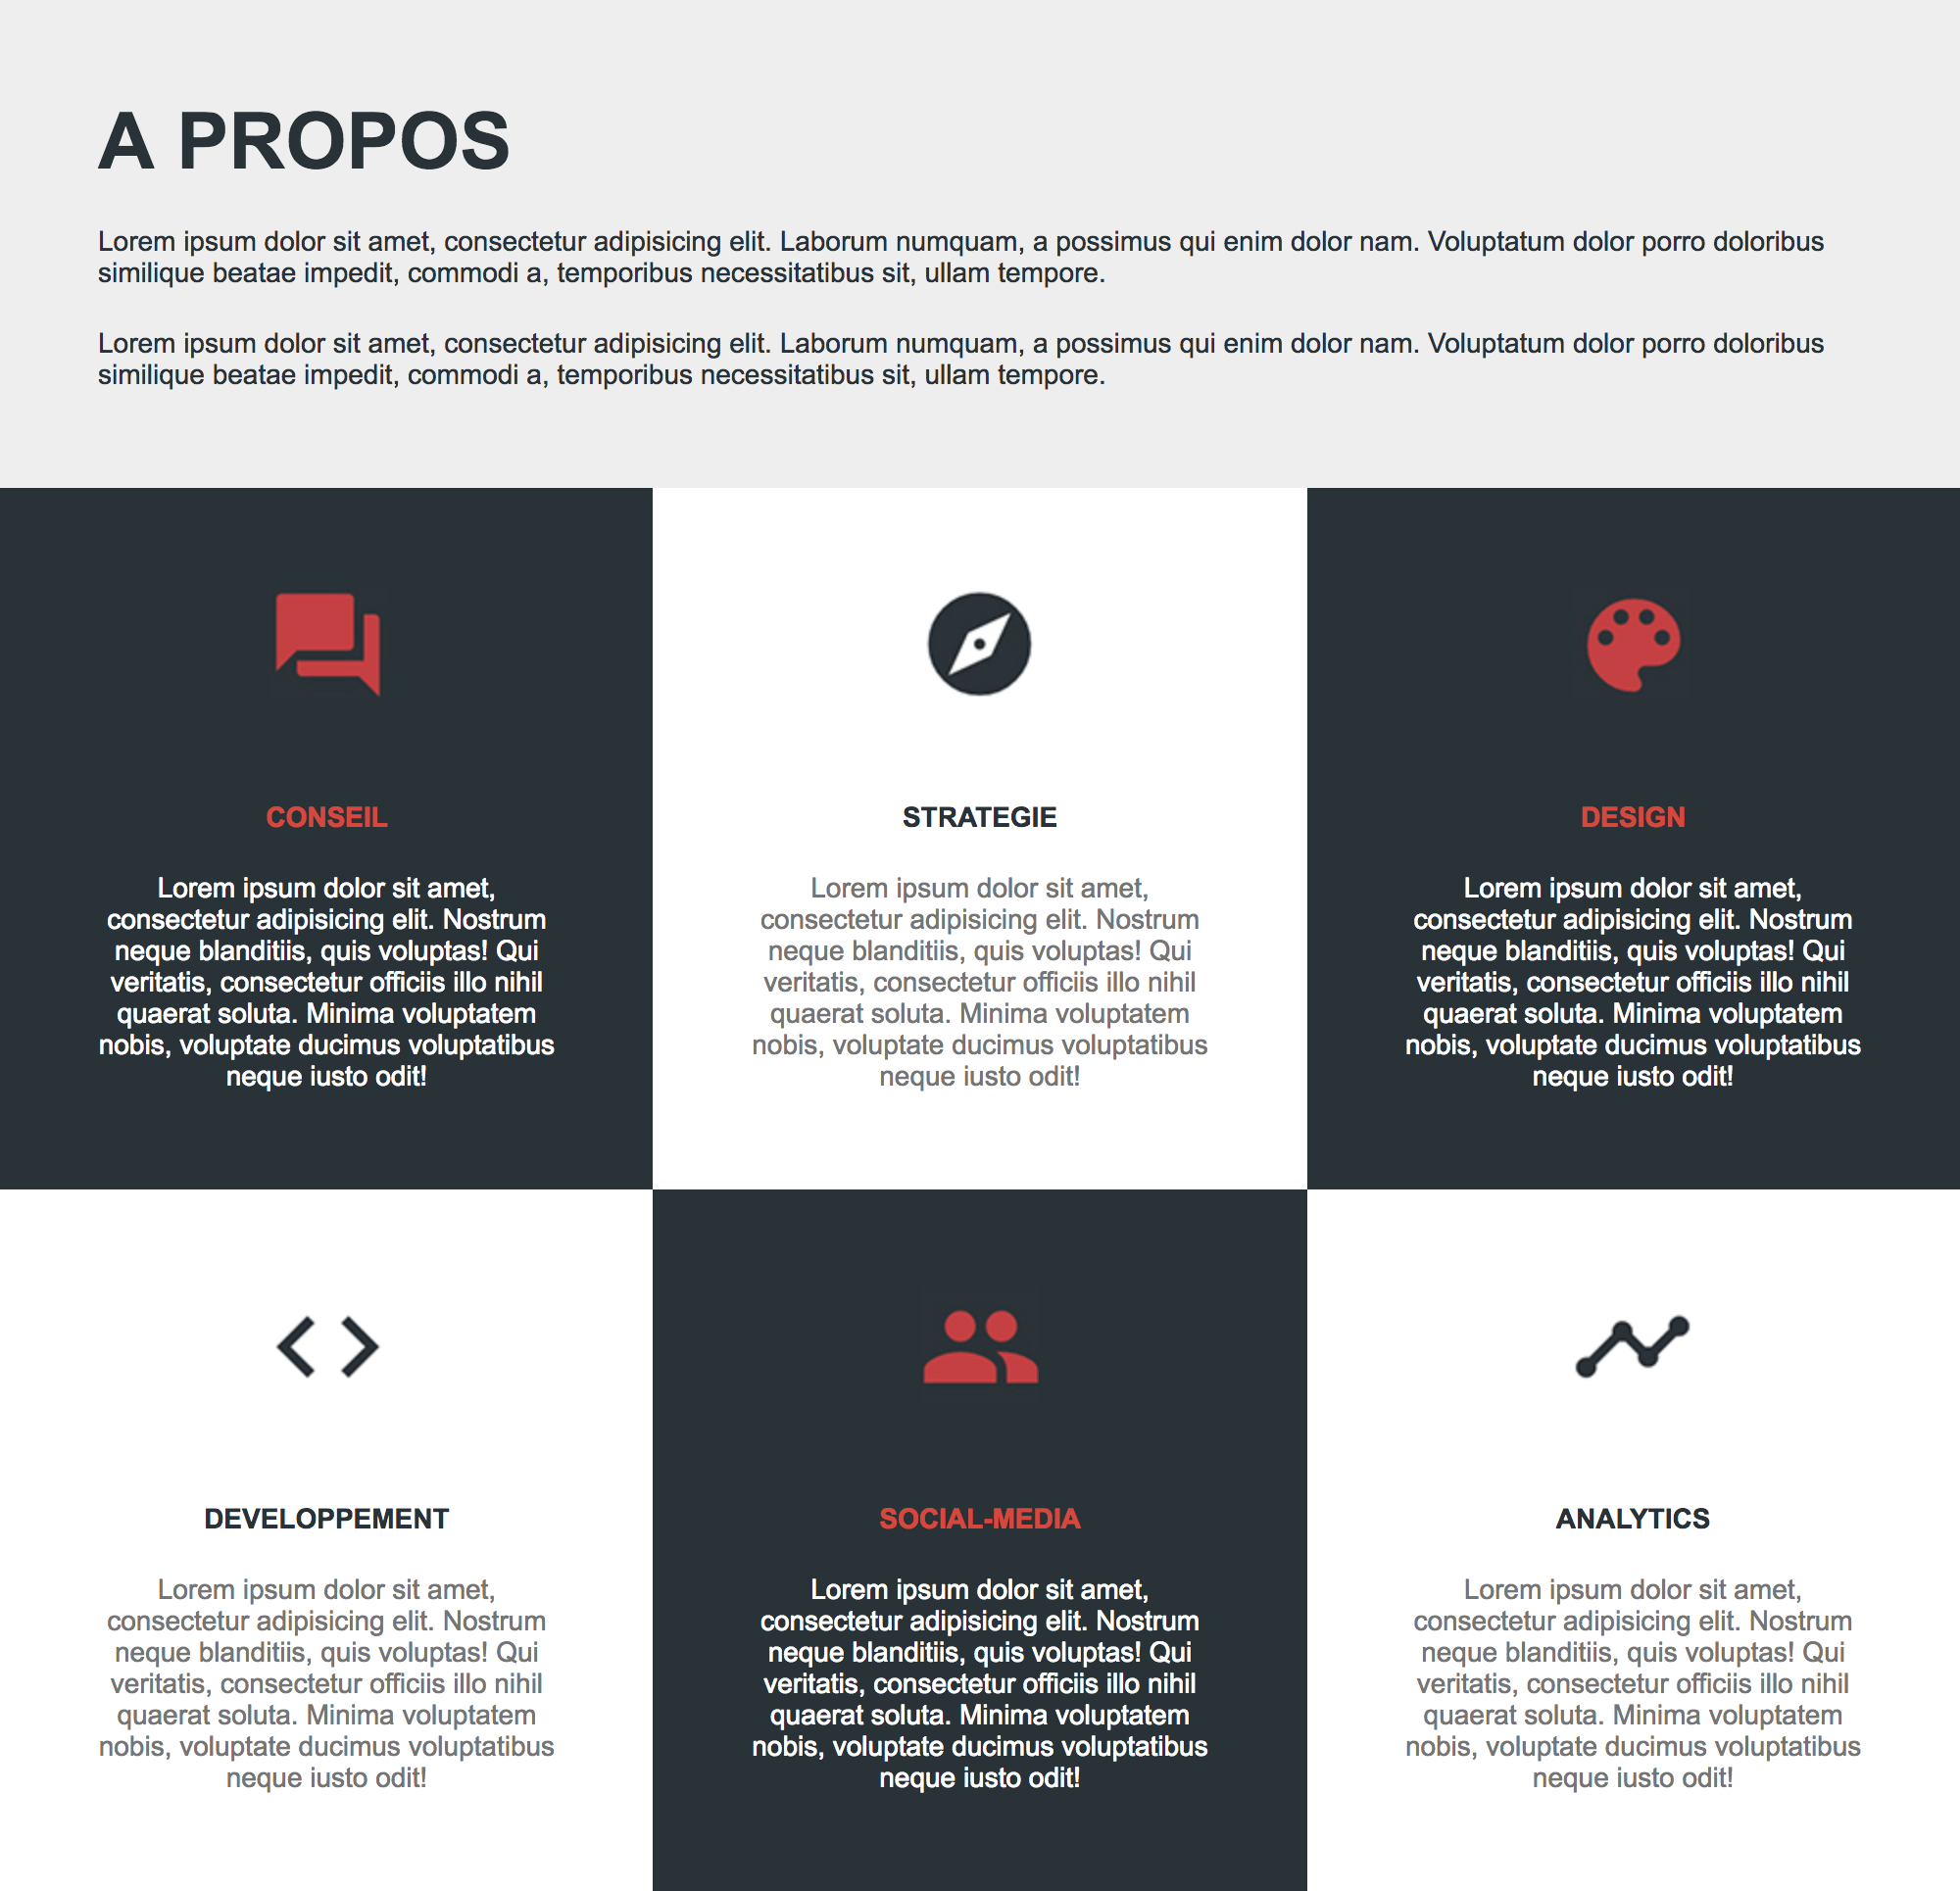 A PROPOS
Lorem ipsum dolor sit amet, consectetur adipisicing elit. Laborum numquam, a possimus qui enim dolor nam. Voluptatum dolor porro doloribus
similique beatae impedit, commodi a, temporibus necessitatibus sit, ullam tempore.
Lorem ipsum dolor sit amet, consectetur adipisicing elit. Laborum numquam, a possimus qui enim dolor nam. Voluptatum dolor porro doloribus
similique beatae impedit, commodi a, temporibus necessitatibus sit, ullam tempore.
CONSEIL
Lorem ipsum dolor sit amet,
consectetur adipisicing elit. Nostrum
neque blanditiis, quis voluptas! Qui
veritatis, consectetur officiis illo nihil
quaerat soluta. Minima voluptatem
nobis, voluptate ducimus voluptatibus
neque iusto odit!
STRATEGIE
Lorem ipsum dolor sit amet,
consectetur adipisicing elit. Nostrum
neque blanditiis, quis voluptas! Qui
veritatis, consectetur officiis illo nihil
quaerat soluta. Minima voluptatem
nobis, voluptate ducimus voluptatibus
neque iusto odit!
DESIGN
Lorem ipsum dolor sit amet,
consectetur adipisicing elit. Nostrum
neque blanditiis, quis voluptas! Qui
veritatis, consectetur officiis illo nihil
quaerat soluta. Minima voluptatem
nobis, voluptate ducimus voluptatibus
neque iusto odit!
DEVELOPPEMENT
Lorem ipsum dolor sit amet,
consectetur adipisicing elit. Nostrum
neque blanditiis, quis voluptas! Qui
veritatis, consectetur officiis illo nihil
quaerat soluta. Minima voluptatem
nobis, voluptate ducimus voluptatibus
neque iusto odit!
SOCIAL-MEDIA
Lorem ipsum dolor sit amet,
consectetur adipisicing elit. Nostrum
neque blanditiis, quis voluptas! Qui
veritatis, consectetur officiis illo nihil
quaerat soluta. Minima voluptatem
nobis, voluptate ducimus voluptatibus
neque iusto odit!
ANALYTICS
Lorem ipsum dolor sit amet,
consectetur adipisicing elit. Nostrum
neque blanditiis, quis voluptas! Qui
veritatis, consectetur officiis illo nihil
quaerat soluta. Minima voluptatem
nobis, voluptate ducimus voluptatibus
neque iusto odit!